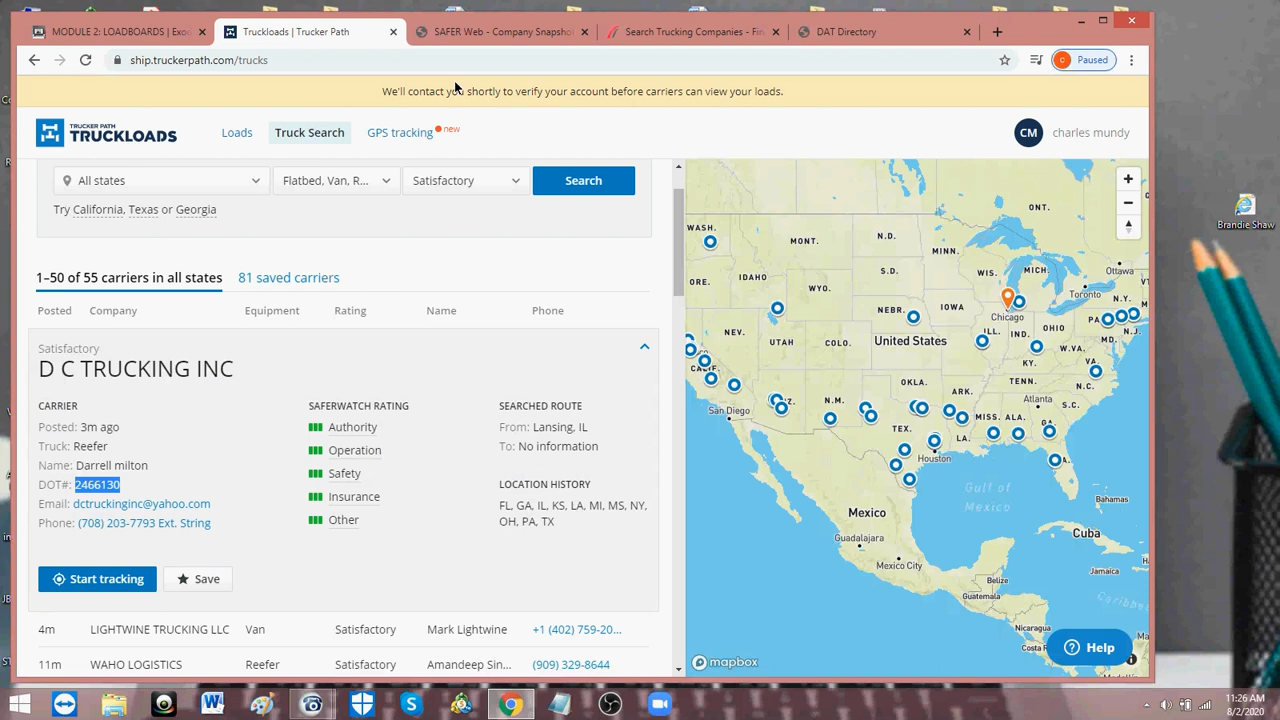 MODULE 2: LOADBOARDS | Exo
Truckloads | Trucker Path
SAFER Web - Company Snapsho
Search Trucking Companies - Fin
DAT Directory
ship.truckerpath.com/trucks
Paused
We'll contact you shortly to verify your account before carriers can view your loads.
TRUCKER PATH
TRUCKLOADS
Loads
Truck Search
GPS tracking new
CM charles mundy
All states
Flatbed, Van, R...
Satisfactory
Search
Try California, Texas or Georgia
1–50 of 55 carriers in all states
81 saved carriers
Posted Company Equipment Rating Name Phone
Satisfactory
D C TRUCKING INC
CARRIER
Posted: 3m ago
Truck: Reefer
Name: Darrell milton
DOT#: 2466130
Email: dctruckinginc@yahoo.com
Phone: (708) 203-7793 Ext. String
SAFERWATCH RATING
Authority
Operation
Safety
Insurance
Other
SEARCHED ROUTE
From: Lansing, IL
To: No information
LOCATION HISTORY
FL, GA, IL, KS, LA, MI, MS, NY,
OH, PA, TX
Start tracking
Save
4m LIGHTWINE TRUCKING LLC Van Satisfactory Mark Lightwine +1 (402) 759-20...
11m WAHO LOGISTICS Reefer Satisfactory Amandeep Sin... (909) 329-8644
ONT.
WASH.
MONT.
N.D.
MINN.
Ottawa
ORE.
IDAHO
S.D.
WIS.
MICH.
Toronto
WYO.
N.Y.
IOWA
Chicago
NEBR.
PA.
N.J.
NEV.
UTAH
COLO.
United States
ILL.
IND.
OHIO
MD.
W.VA.
CALIF.
KY.
VA.
OKLA.
TENN.
N.C.
San Diego
N.M.
ARK.
Atlanta
S.C.
MISS.
ALA.
GA.
TEX.
LA.
Houston
Gulf of
Mexico
Mexico
Bahamas
Guadalajara
Cuba
Mexico City
Belize
Jamaica
Guatemala
Honduras
Caribbe
Nicaragua
Costa R
Help
mapbox
Medellín
Brandie Shaw
11:26 AM
8/2/2020